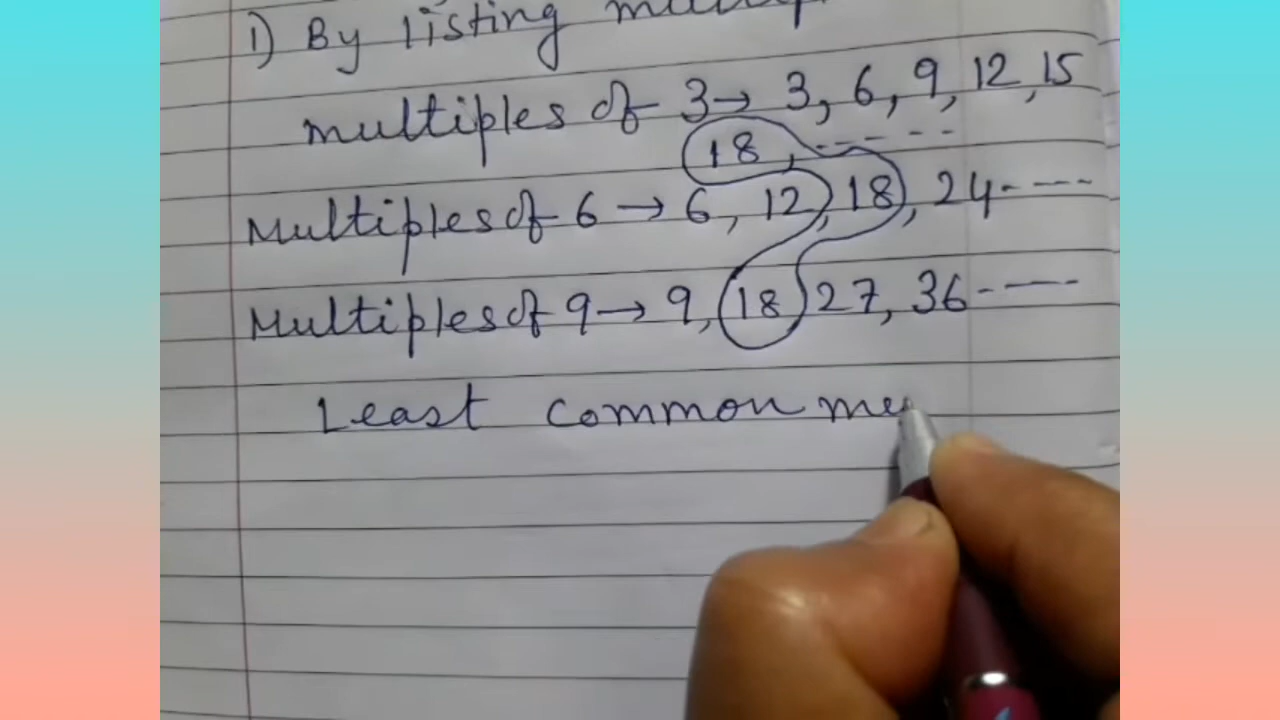 1) By listing
multiples of 3→ 3, 6, 9, 12, 15
18, -----
Multiples of 6 → 6, 12, 18, 24----
Multiples of 9 → 9, 18 27, 36----
Least common